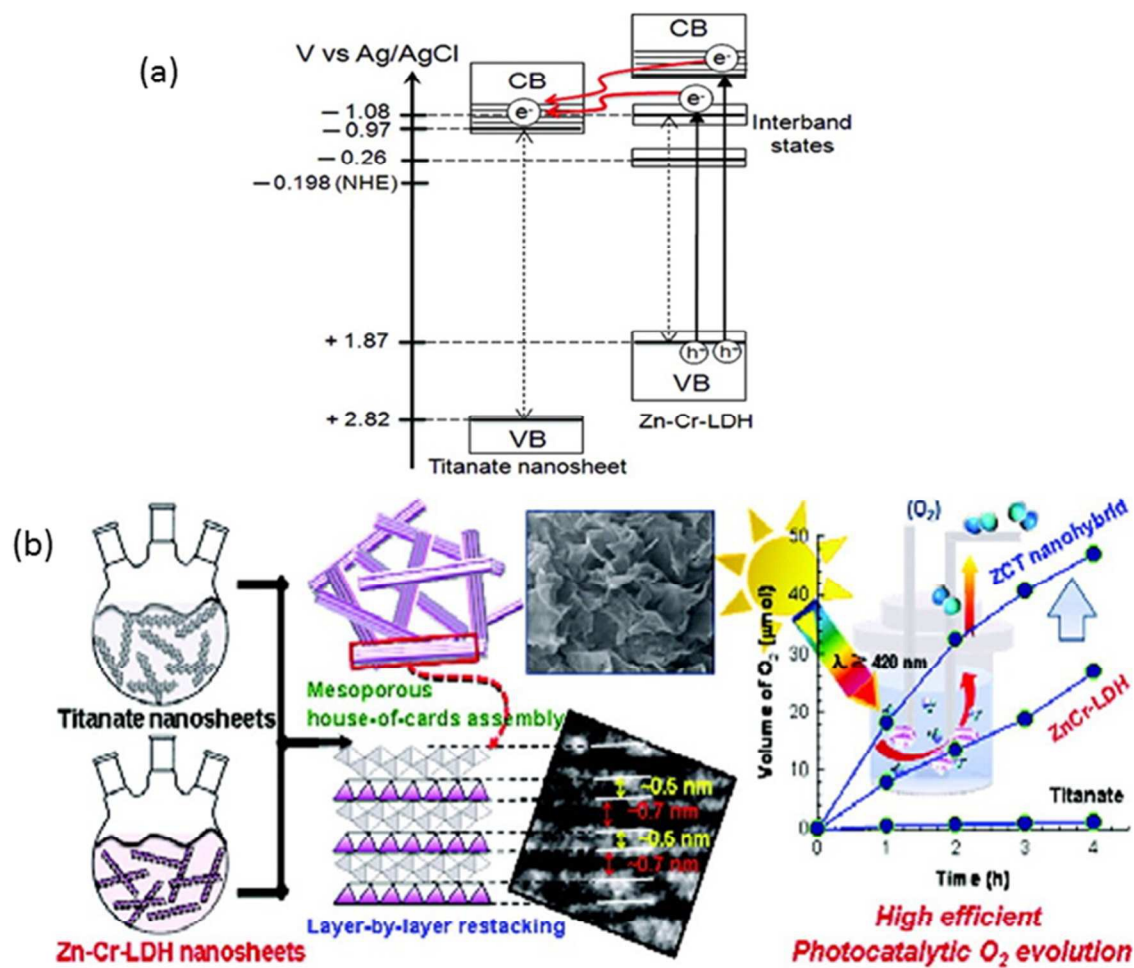 (a)
V vs Ag/AgCl
CB
CB
e⁻
e⁻
e⁻
− 1.08
− 0.97
− 0.26
− 0.198 (NHE)
Interband
states
+ 1.87
h⁺
h⁺
VB
+ 2.82
Zn-Cr-LDH
VB
Titanate nanosheet
(b)
Titanate nanosheets
Zn-Cr-LDH nanosheets
Mesoporous
house-of-cards assembly
~0.6 nm
~0.7 nm
~0.6 nm
~0.7 nm
Layer-by-layer restacking
(O₂)
ZCT nanohybrid
λ ≥ 420 nm
ZnCr-LDH
Titanate
Volume of O₂ (μmol)
50
40
30
20
10
0
0
1
2
3
4
Time (h)
High efficient
Photocatalytic O₂ evolution